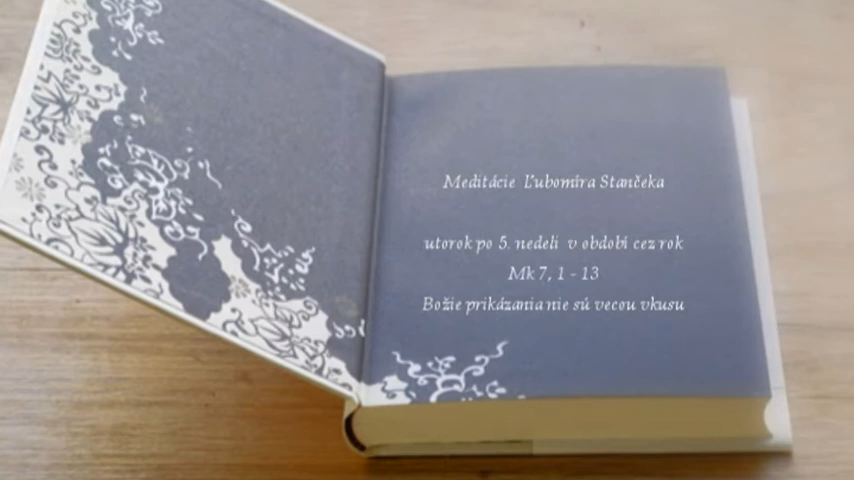 Meditácie Ľubomíra Stančeka
utorok po 5. nedeli v období cez rok
Mk 7, 1 - 13
Božie prikázania nie sú vecou vkusu